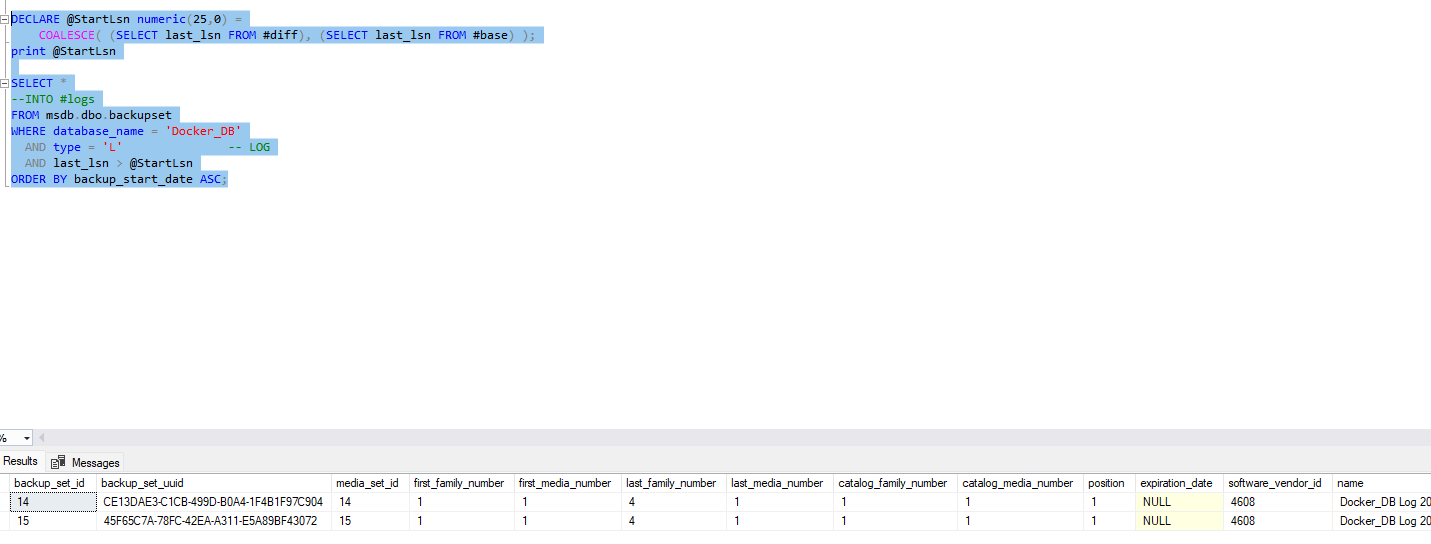 DECLARE @StartLsn numeric(25,0) =
COALESCE( (SELECT last_lsn FROM #diff), (SELECT last_lsn FROM #base) );
print @StartLsn
SELECT *
--INTO #logs
FROM msdb.dbo.backupset
WHERE database_name = 'Docker_DB'
AND type = 'L' -- LOG
AND last_lsn > @StartLsn
ORDER BY backup_start_date ASC;
%
Results Messages
backup_set_id backup_set_uuid media_set_id first_family_number first_media_number last_family_number last_media_number catalog_family_number catalog_media_number position expiration_date software_vendor_id name
14 CE13DAE3-C1CB-499D-B0A4-1F4B1F97C904 14 1 1 4 1 1 1 1 NULL 4608 Docker_DB Log 20
15 45F65C7A-78FC-42EA-A311-E5A89BF43072 15 1 1 4 1 1 1 1 NULL 4608 Docker_DB Log 20